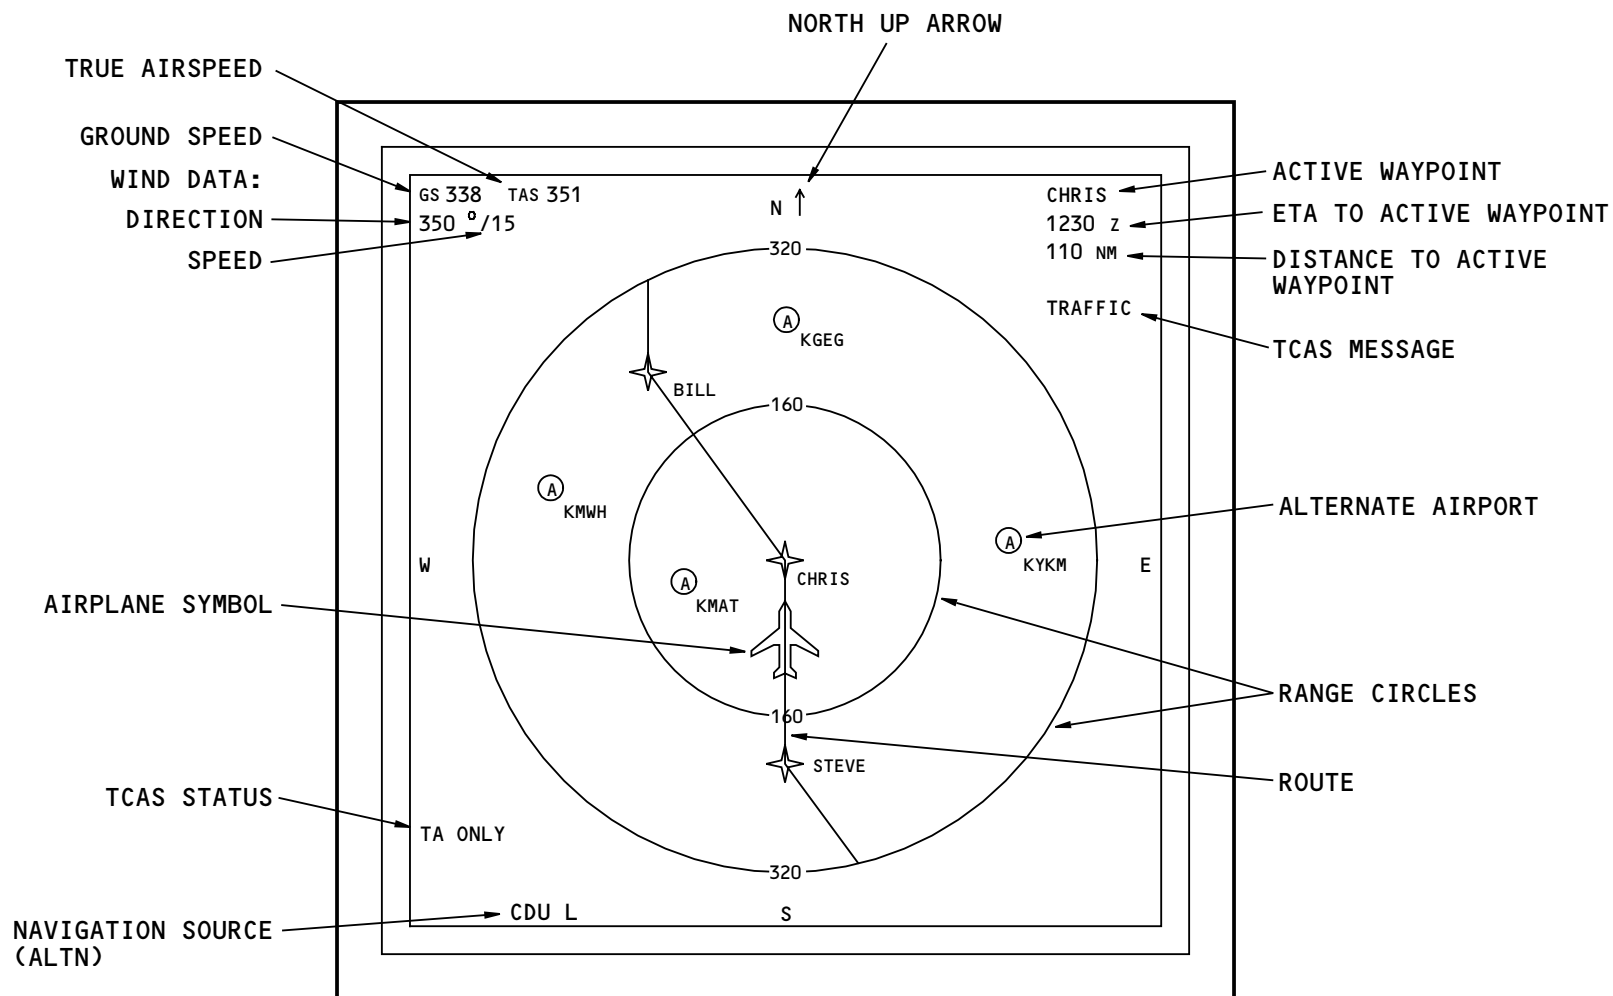 NORTH UP ARROW
TRUE AIRSPEED
GROUND SPEED
WIND DATA:
DIRECTION
SPEED
GS 338 TAS 351
350 °/15
N
CHRIS
1230 Z
110 NM
TRAFFIC
ACTIVE WAYPOINT
ETA TO ACTIVE WAYPOINT
DISTANCE TO ACTIVE
WAYPOINT
TCAS MESSAGE
320
A
KGEG
BILL
160
A
KMWH
ALTERNATE AIRPORT
A
KYKM
W
E
CHRIS
A
KMAT
AIRPLANE SYMBOL
RANGE CIRCLES
160
STEVE
ROUTE
TCAS STATUS
TA ONLY
320
CDU L
S
NAVIGATION SOURCE
(ALTN)